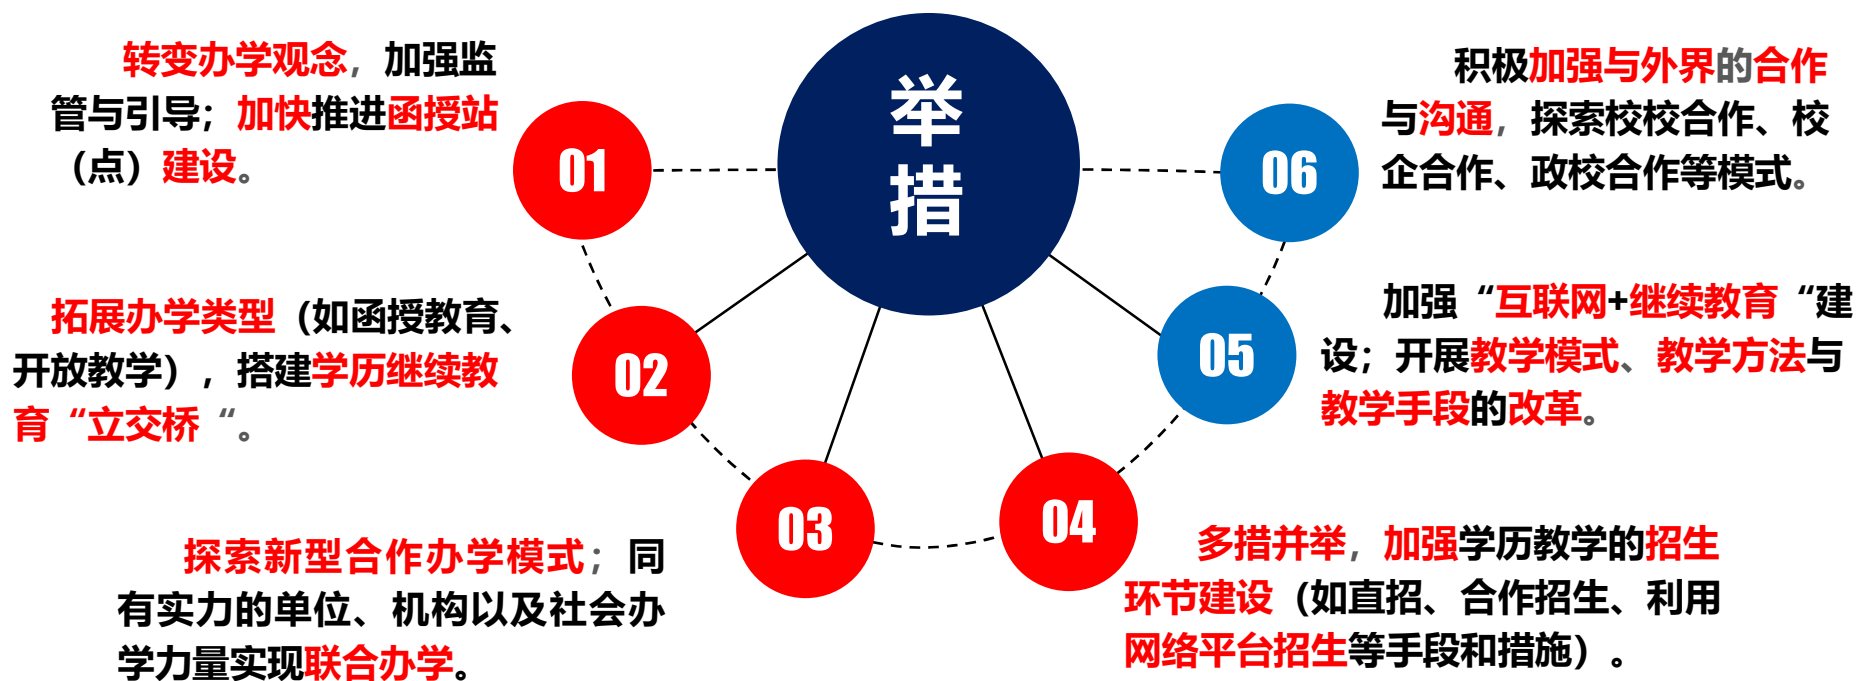 举
措
01
转变办学观念，加强监
管与引导；加快推进函授站
（点）建设。
02
拓展办学类型（如函授教育、
开放教学），搭建学历继续教
育“立交桥“。
03
探索新型合作办学模式；同
有实力的单位、机构以及社会办
学力量实现联合办学。
04
多措并举，加强学历教学的招生
环节建设（如直招、合作招生、利用
网络平台招生等手段和措施）。
05
加强“互联网+继续教育“建
设；开展教学模式、教学方法与
教学手段的改革。
06
积极加强与外界的合作
与沟通，探索校校合作、校
企合作、政校合作等模式。